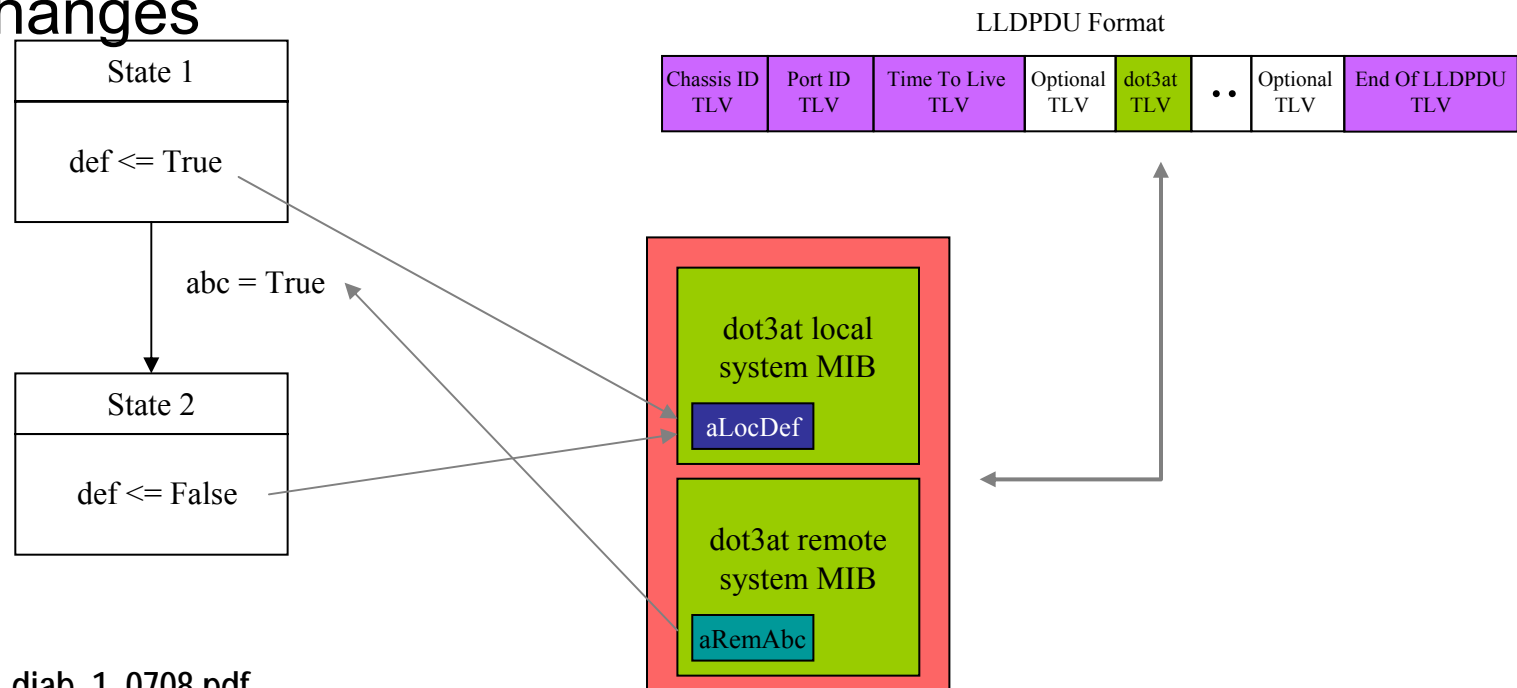 LLDPDU Format
State 1
def <= True
abc = True
State 2
def <= False
Chassis ID
TLV
Port ID
TLV
Time To Live
TLV
Optional
TLV
dot3at
TLV
..
Optional
TLV
End Of LLDPDU
TLV
dot3at local
system MIB
aLocDef
dot3at remote
system MIB
aRemAbc
diab_1_0708.pdf